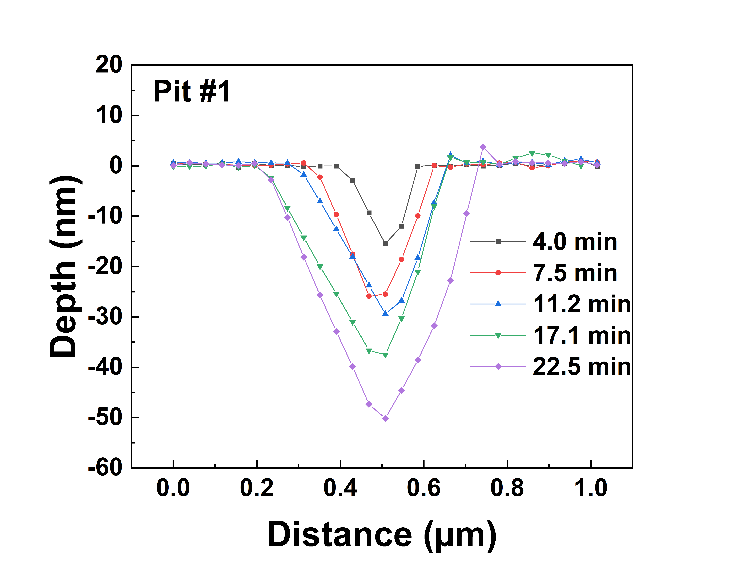 Pit #1
20
10
0
-10
-20
-30
-40
-50
-60
Depth (nm)
4.0 min
7.5 min
11.2 min
17.1 min
22.5 min
0.0 0.2 0.4 0.6 0.8 1.0
Distance (μm)